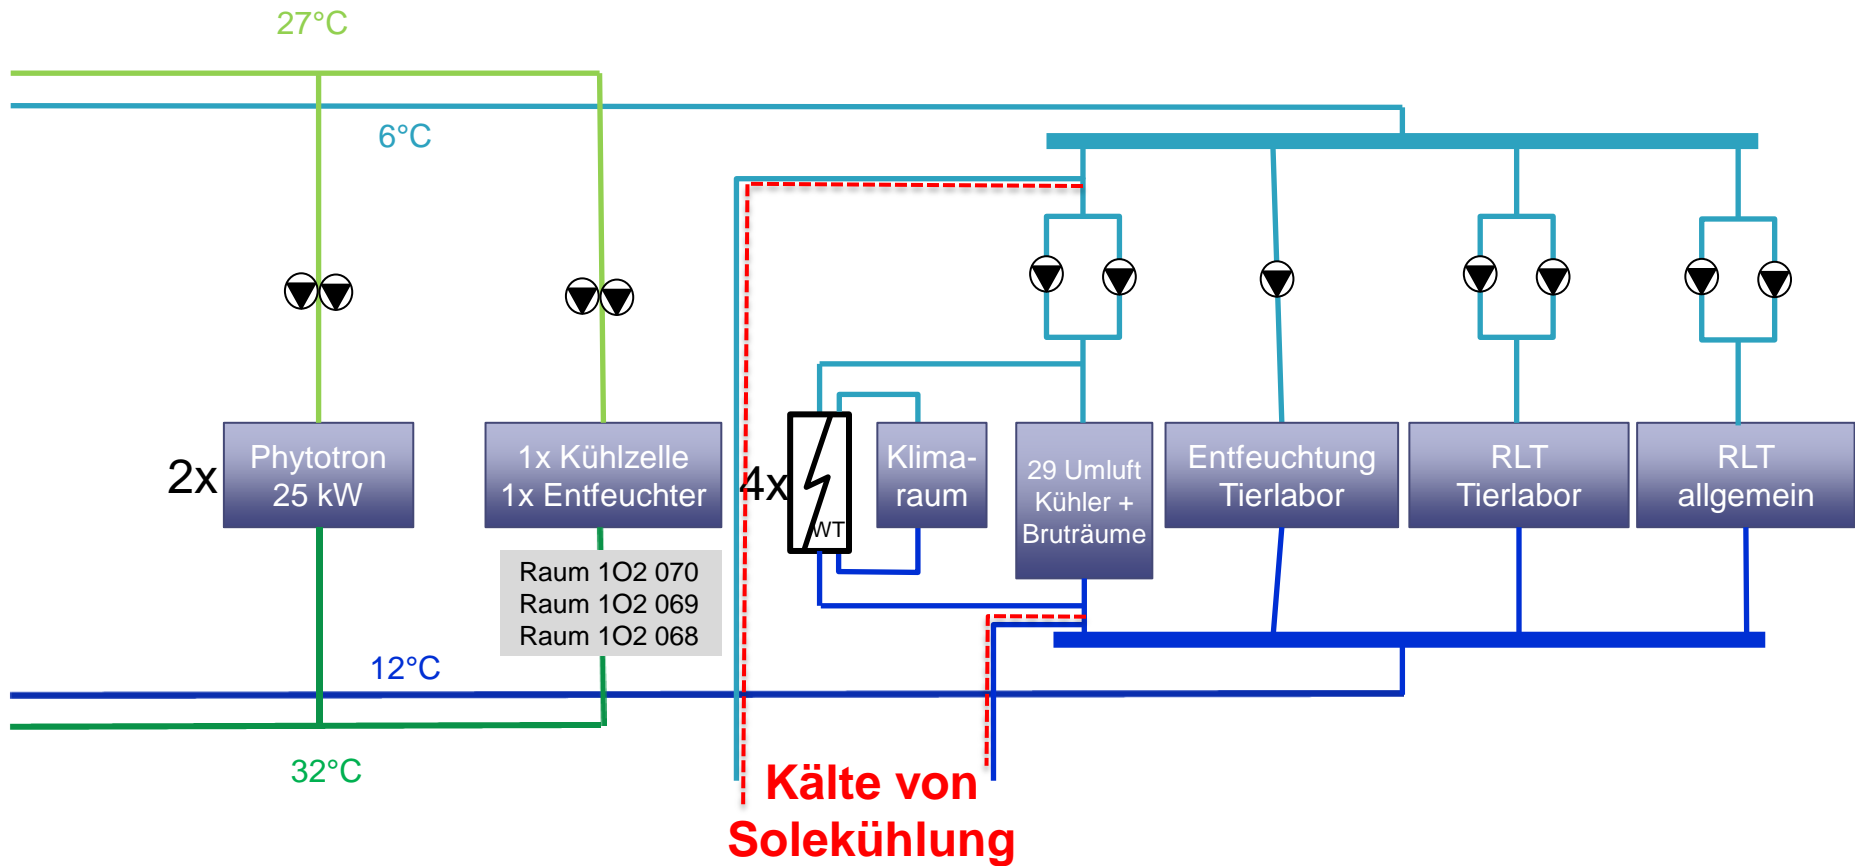 27°C
6°C
2x
Phytotron
25 kW
1x Kühlzelle
1x Entfeuchter
4x
WT
Klima-
raum
29 Umluft
Kühler +
Bruträume
Entfeuchtung
Tierlabor
RLT
Tierlabor
RLT
allgemein
Raum 1O2 070
Raum 1O2 069
Raum 1O2 068
12°C
32°C
Kälte von
Solekühlung